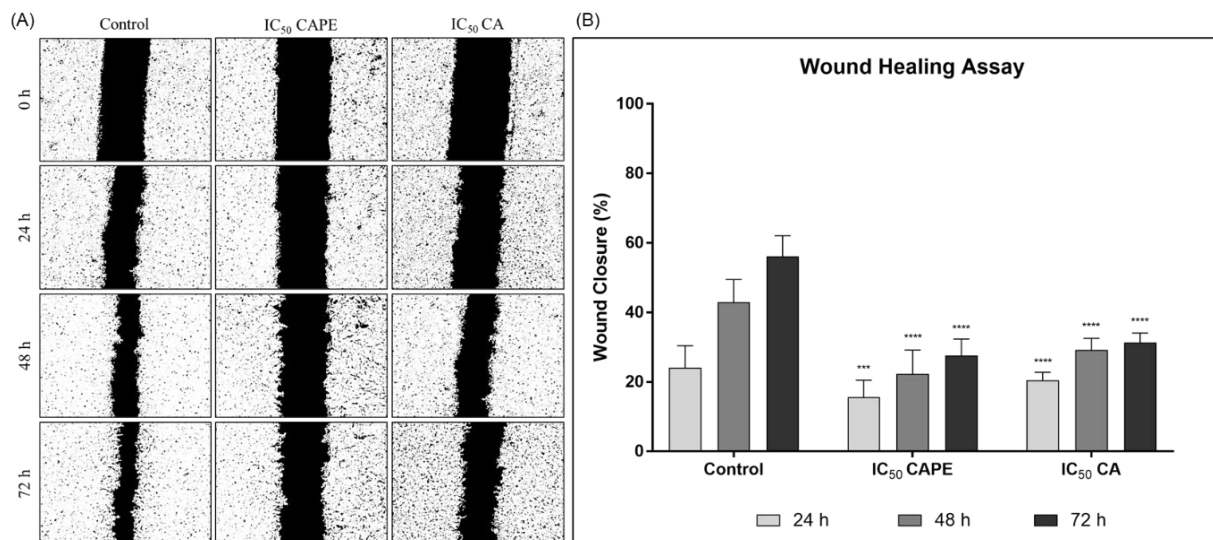 (A)
Control
IC₅₀ CAPE
IC₅₀ CA
0 h
24 h
48 h
72 h
(B)
Wound Healing Assay
Wound Closure (%)
100
80
60
40
20
0
***
****
****
****
****
****
Control
IC₅₀ CAPE
IC₅₀ CA
24 h
48 h
72 h